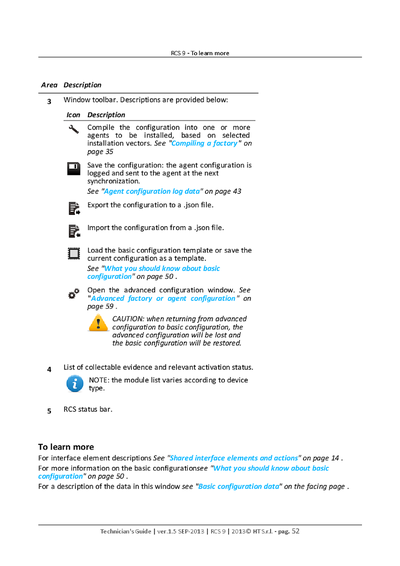 RCS 9 - To learn more
Area Description
3 Window toolbar. Descriptions are provided below:
Icon Description
Compile the configuration into one or more
agents to be installed, based on selected
installation vectors. See "Compiling a factory" on
page 35
Save the configuration: the agent configuration is
logged and sent to the agent at the next
synchronization.
See "Agent configuration log data" on page 43
Export the configuration to a .json file.
Import the configuration from a .json file.
Load the basic configuration template or save the
current configuration as a template.
See "What you should know about basic
configuration" on page 50 .
Open the advanced configuration window. See
"Advanced factory or agent configuration" on
page 59 .
CAUTION: when returning from advanced
configuration to basic configuration, the
advanced configuration will be lost and
the basic configuration will be restored.
4 List of collectable evidence and relevant activation status.
NOTE: the module list varies according to device
type.
5 RCS status bar.
To learn more
For interface element descriptions See "Shared interface elements and actions" on page 14 .
For more information on the basic configurationsee "What you should know about basic
configuration" on page 50 .
For a description of the data in this window see "Basic configuration data" on the facing page .
Technician's Guide | ver.1.5 SEP-2013 | RCS 9 | 2013© HT S.r.l. - pag. 52